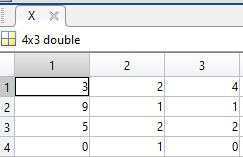 X
4x3 double
1 2 3
1 3 2 4
2 9 1 1
3 5 2 2
4 0 1 0